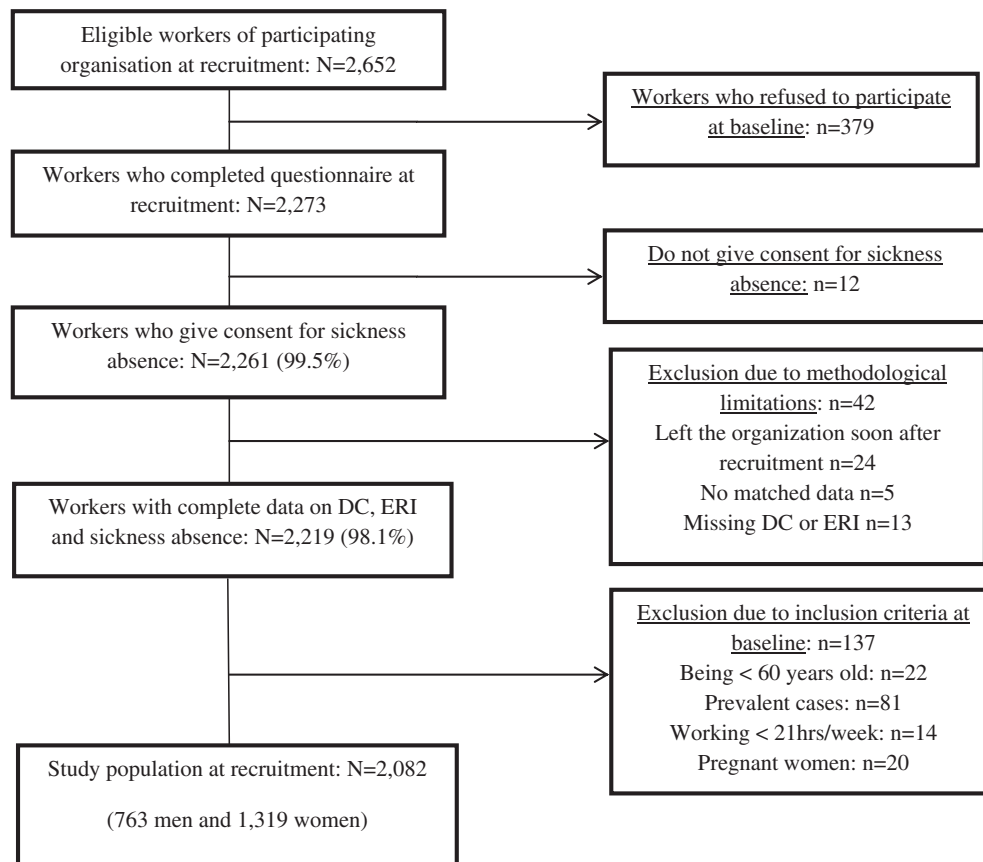 Eligible workers of participating
organisation at recruitment: N=2,652
Workers who refused to participate
at baseline: n=379
Workers who completed questionnaire at
recruitment: N=2,273
Do not give consent for sickness
absence: n=12
Workers who give consent for sickness
absence: N=2,261 (99.5%)
Exclusion due to methodological
limitations: n=42
Left the organization soon after
recruitment n=24
No matched data n=5
Missing DC or ERI n=13
Workers with complete data on DC, ERI
and sickness absence: N=2,219 (98.1%)
Exclusion due to inclusion criteria at
baseline: n=137
Being < 60 years old: n=22
Prevalent cases: n=81
Working < 21hrs/week: n=14
Pregnant women: n=20
Study population at recruitment: N=2,082
(763 men and 1,319 women)